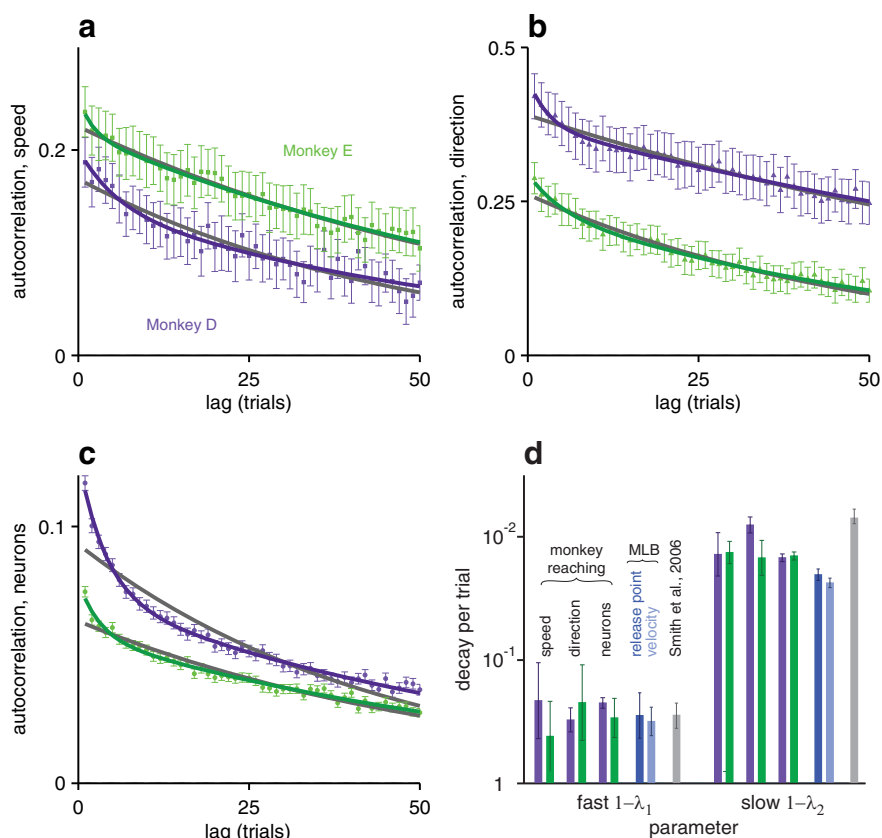 a
autocorrelation, speed
0.2
0
Monkey E
Monkey D
0
25
50
lag (trials)
b
autocorrelation, direction
0.5
0.25
0
0
25
50
lag (trials)
c
autocorrelation, neurons
0.1
0
0
25
50
lag (trials)
d
decay per trial
10-2
10-1
1
monkey
reaching
MLB
speed
direction
neurons
release point
velocity
Smith et al., 2006
fast 1−λ1
slow 1−λ2
parameter